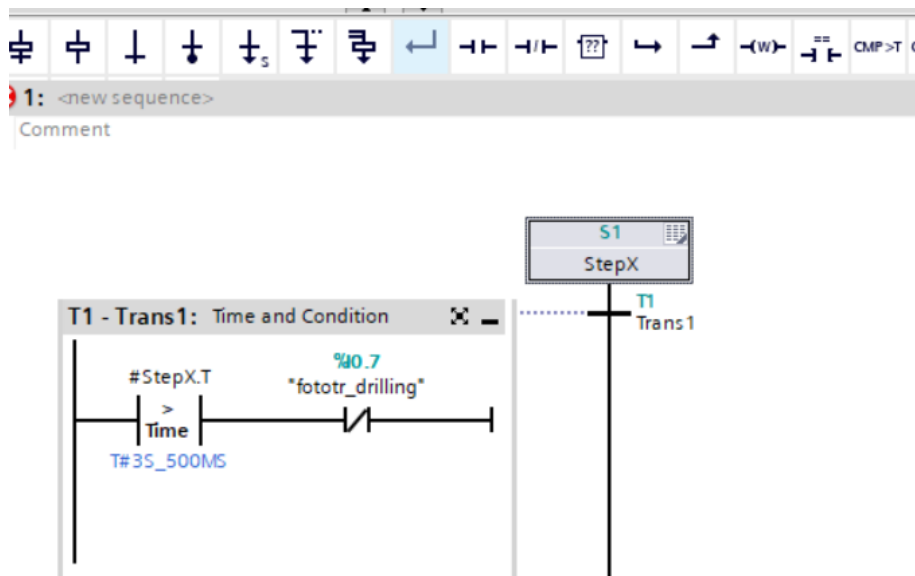 S
??
(W)
==
CMP>T
1: <new sequence>
Comment
S1
StepX
T1
Trans1
T1 - Trans1: Time and Condition
#StepX.T
%I0.7
"fototr_drilling"
>
Time
T#3S_500MS